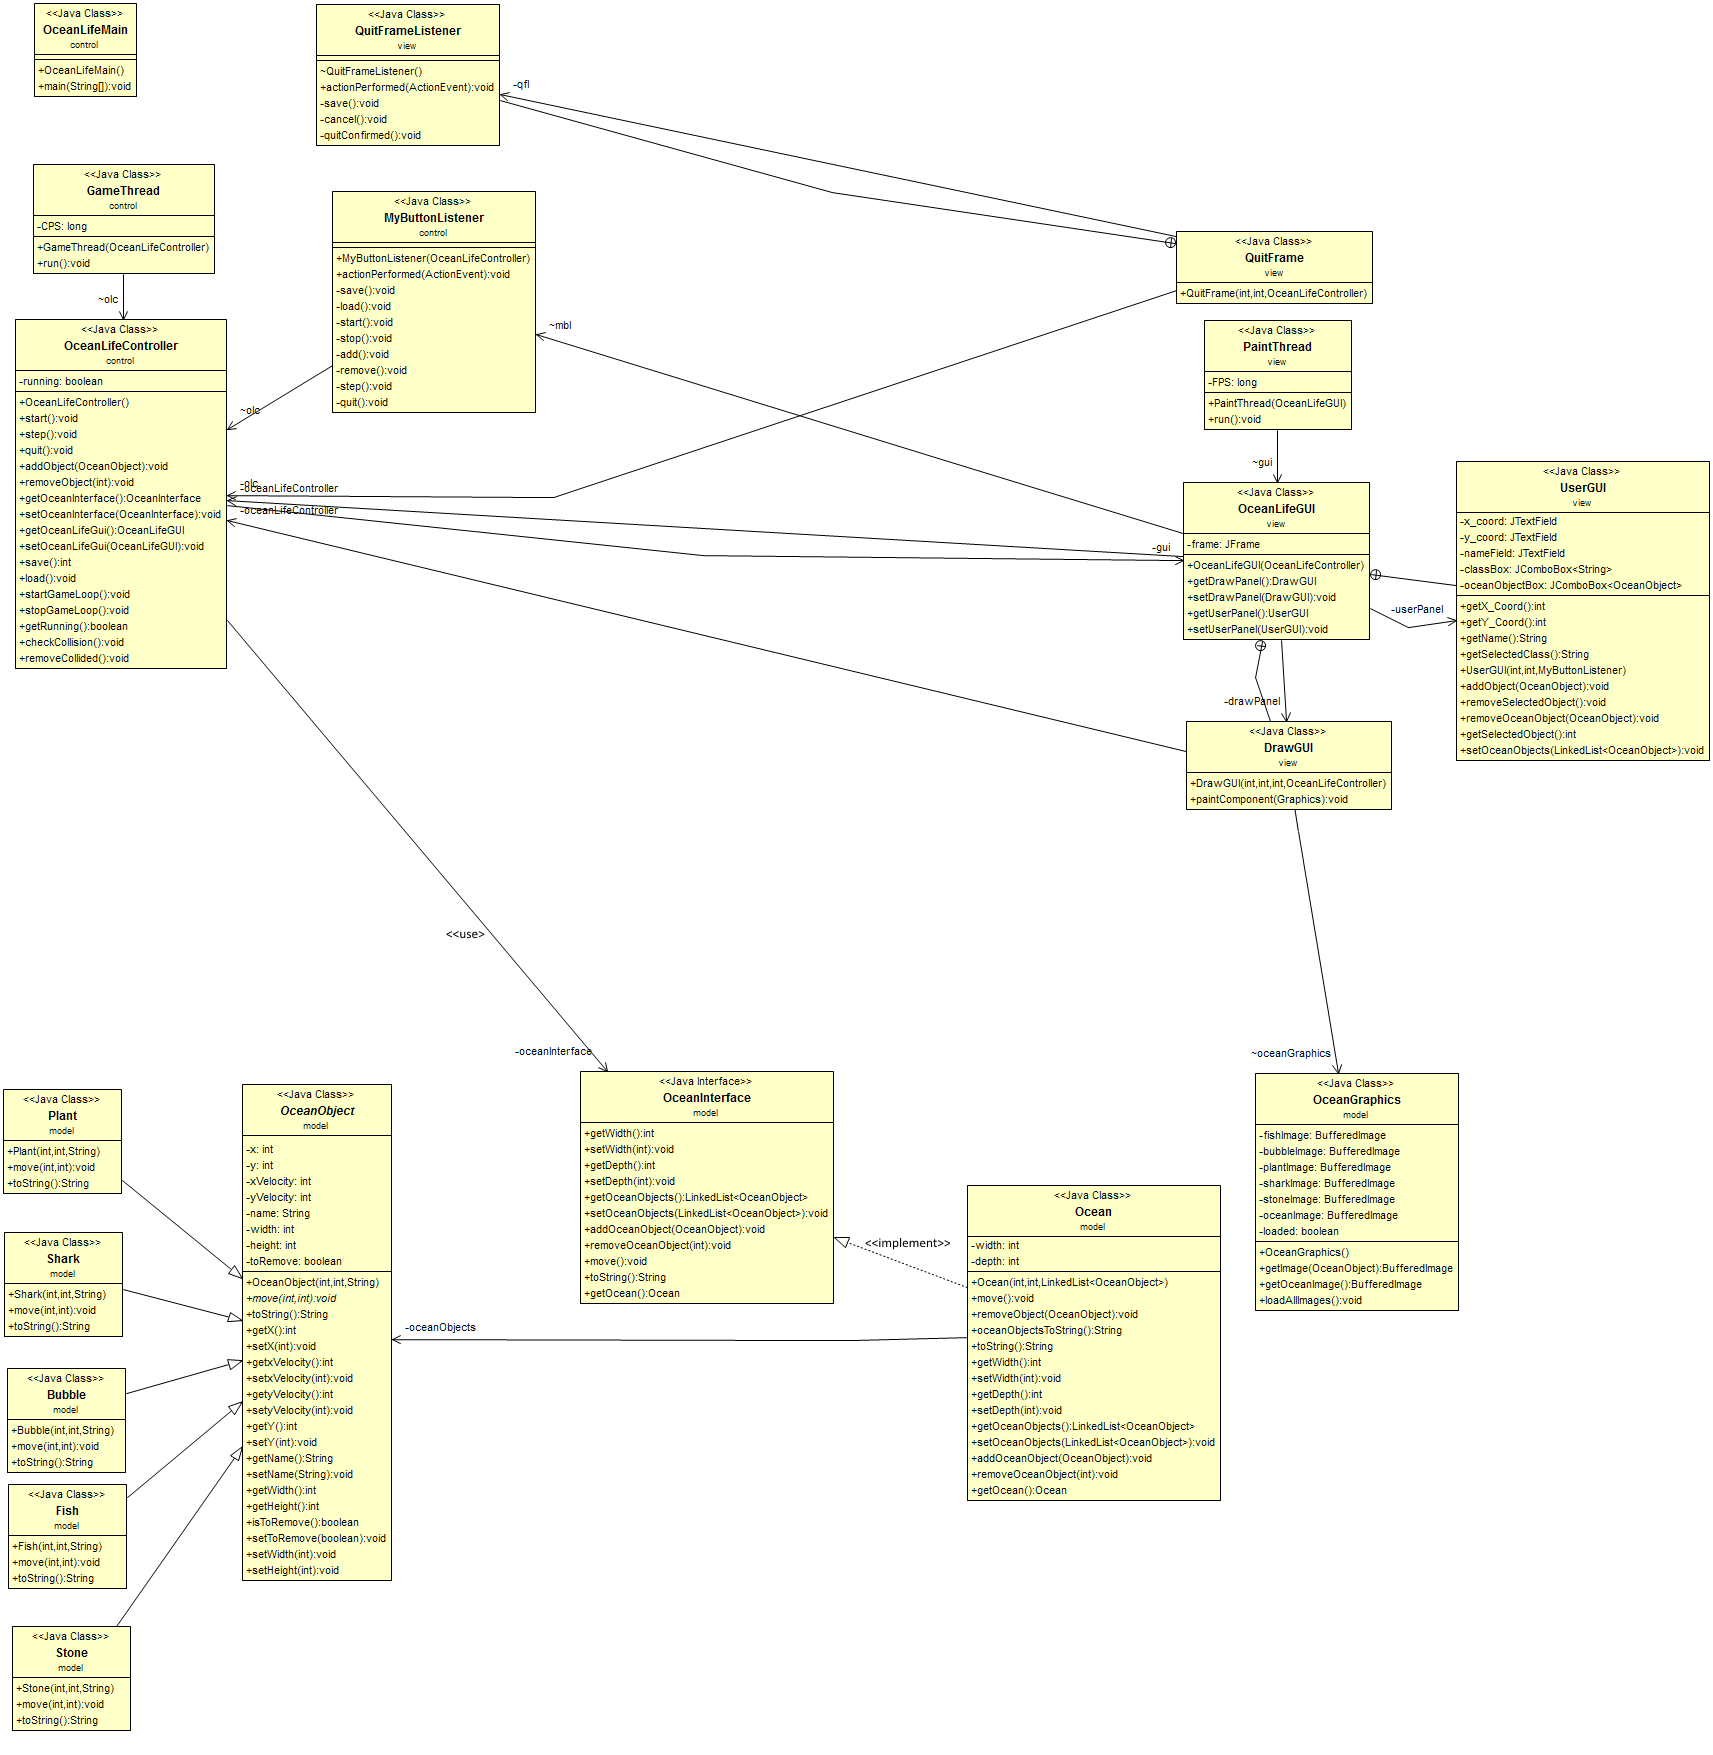 <<Java Class>>
OceanLifeMain
control
+OceanLifeMain()
+main(String[]):void
<<Java Class>>
QuitFrameListener
view
~QuitFrameListener()
+actionPerformed(ActionEvent):void
-save():void
-cancel():void
-quitConfirmed():void
-qfl
<<Java Class>>
GameThread
control
-CPS: long
+GameThread(OceanLifeController)
+run():void
~olc
<<Java Class>>
MyButtonListener
control
+MyButtonListener(OceanLifeController)
+actionPerformed(ActionEvent):void
-save():void
-load():void
-start():void
-stop():void
-add():void
-remove():void
-step():void
-quit():void
~mbl
~olc
<<Java Class>>
QuitFrame
view
+QuitFrame(int,int,OceanLifeController)
<<Java Class>>
PaintThread
view
-FPS: long
+PaintThread(OceanLifeGUI)
+run():void
~gui
<<Java Class>>
OceanLifeController
control
-running: boolean
+OceanLifeController()
+start():void
+step():void
+quit():void
+addObject(OceanObject):void
+removeObject(int):void
+getOceanInterface():OceanInterface
+setOceanInterface(OceanInterface):void
+getOceanLifeGui():OceanLifeGUI
+setOceanLifeGui(OceanLifeGUI):void
+save():int
+load():void
+startGameLoop():void
+stopGameLoop():void
+getRunning():boolean
+checkCollision():void
+removeCollided():void
-olc
-oceanLifeController
-oceanLifeController
-gui
<<Java Class>>
OceanLifeGUI
view
-frame: JFrame
+OceanLifeGUI(OceanLifeController)
+getDrawPanel():DrawGUI
+setDrawPanel(DrawGUI):void
+getUserPanel():UserGUI
+setUserPanel(UserGUI):void
-userPanel
-drawPanel
<<Java Class>>
UserGUI
view
-x_coord: JTextField
-y_coord: JTextField
-nameField: JTextField
-classBox: JComboBox<String>
-oceanObjectBox: JComboBox<OceanObject>
+getX_Coord():int
+getY_Coord():int
+getName():String
+getSelectedClass():String
+UserGUI(int,int,MyButtonListener)
+addObject(OceanObject):void
+removeSelectedObject():void
+removeOceanObject(OceanObject):void
+getSelectedObject():int
+setOceanObjects(LinkedList<OceanObject>):void
<<Java Class>>
DrawGUI
view
+DrawGUI(int,int,int,OceanLifeController)
+paintComponent(Graphics):void
<<use>
-oceanInterface
~oceanGraphics
<<Java Class>>
Plant
model
+Plant(int,int,String)
+move(int,int):void
+toString():String
<<Java Class>>
Shark
model
+Shark(int,int,String)
+move(int,int):void
+toString():String
<<Java Class>>
Bubble
model
+Bubble(int,int,String)
+move(int,int):void
+toString():String
<<Java Class>>
Fish
model
+Fish(int,int,String)
+move(int,int):void
+toString():String
<<Java Class>>
Stone
model
+Stone(int,int,String)
+move(int,int):void
+toString():String
<<Java Class>>
OceanObject
model
-x: int
-y: int
-xVelocity: int
-yVelocity: int
-name: String
-width: int
-height: int
-toRemove: boolean
+OceanObject(int,int,String)
+move(int,int):void
+toString():String
+getX():int
+setX(int):void
+getxVelocity():int
+setxVelocity(int):void
+getyVelocity():int
+setyVelocity(int):void
+getY():int
+setY(int):void
+getName():String
+setName(String):void
+getWidth():int
+getHeight():int
+isToRemove():boolean
+setToRemove(boolean):void
+setWidth(int):void
+setHeight(int):void
-oceanObjects
<<Java Interface>>
OceanInterface
model
+getWidth():int
+setWidth(int):void
+getDepth():int
+setDepth(int):void
+getOceanObjects():LinkedList<OceanObject>
+setOceanObjects(LinkedList<OceanObject>):void
+addOceanObject(OceanObject):void
+removeOceanObject(int):void
+move():void
+toString():String
+getOcean():Ocean
<<implement>>
<<Java Class>>
Ocean
model
-width: int
-depth: int
+Ocean(int,int,LinkedList<OceanObject>)
+move():void
+removeObject(OceanObject):void
+oceanObjectsToString():String
+toString():String
+getWidth():int
+setWidth(int):void
+getDepth():int
+setDepth(int):void
+getOceanObjects():LinkedList<OceanObject>
+setOceanObjects(LinkedList<OceanObject>):void
+addOceanObject(OceanObject):void
+removeOceanObject(int):void
+getOcean():Ocean
<<Java Class>>
OceanGraphics
model
-fishImage: BufferedImage
-bubbleImage: BufferedImage
-plantImage: BufferedImage
-sharkImage: BufferedImage
-stoneImage: BufferedImage
-oceanImage: BufferedImage
-loaded: boolean
+OceanGraphics()
+getImage(OceanObject):BufferedImage
+getOceanImage():BufferedImage
+loadAllImages():void